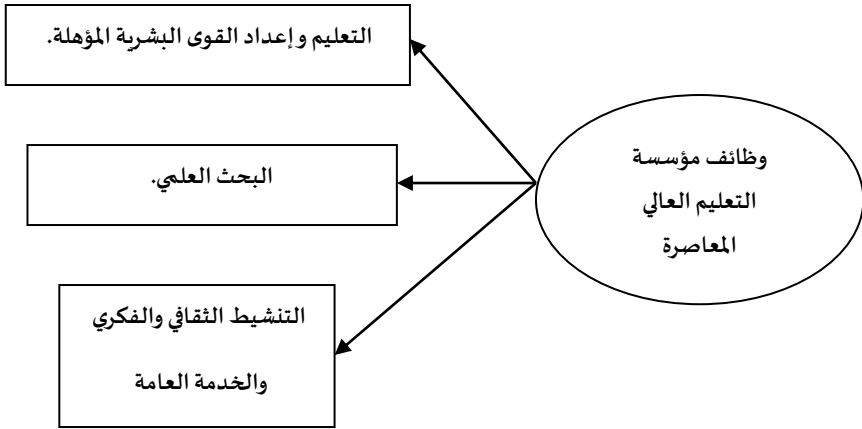 وظائف مؤسسة
التعليم العالي
المعاصرة
التعليم وإعداد القوى البشرية المؤهلة.
البحث العلمي.
التنشيط الثقافي والفكري
والخدمة العامة